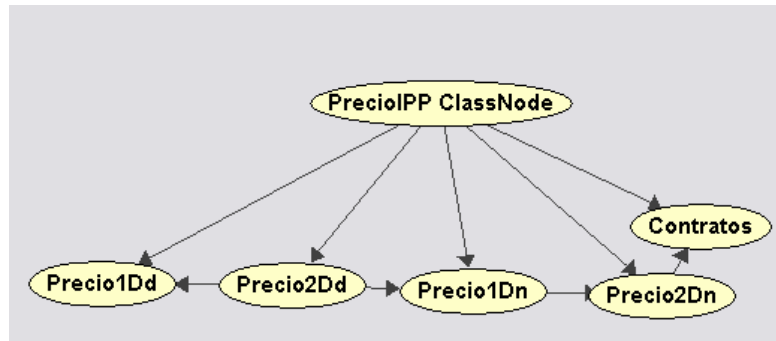 PrecioIPP ClassNode
Contratos
Precio1Dd
Precio2Dd
Precio1Dn
Precio2Dn